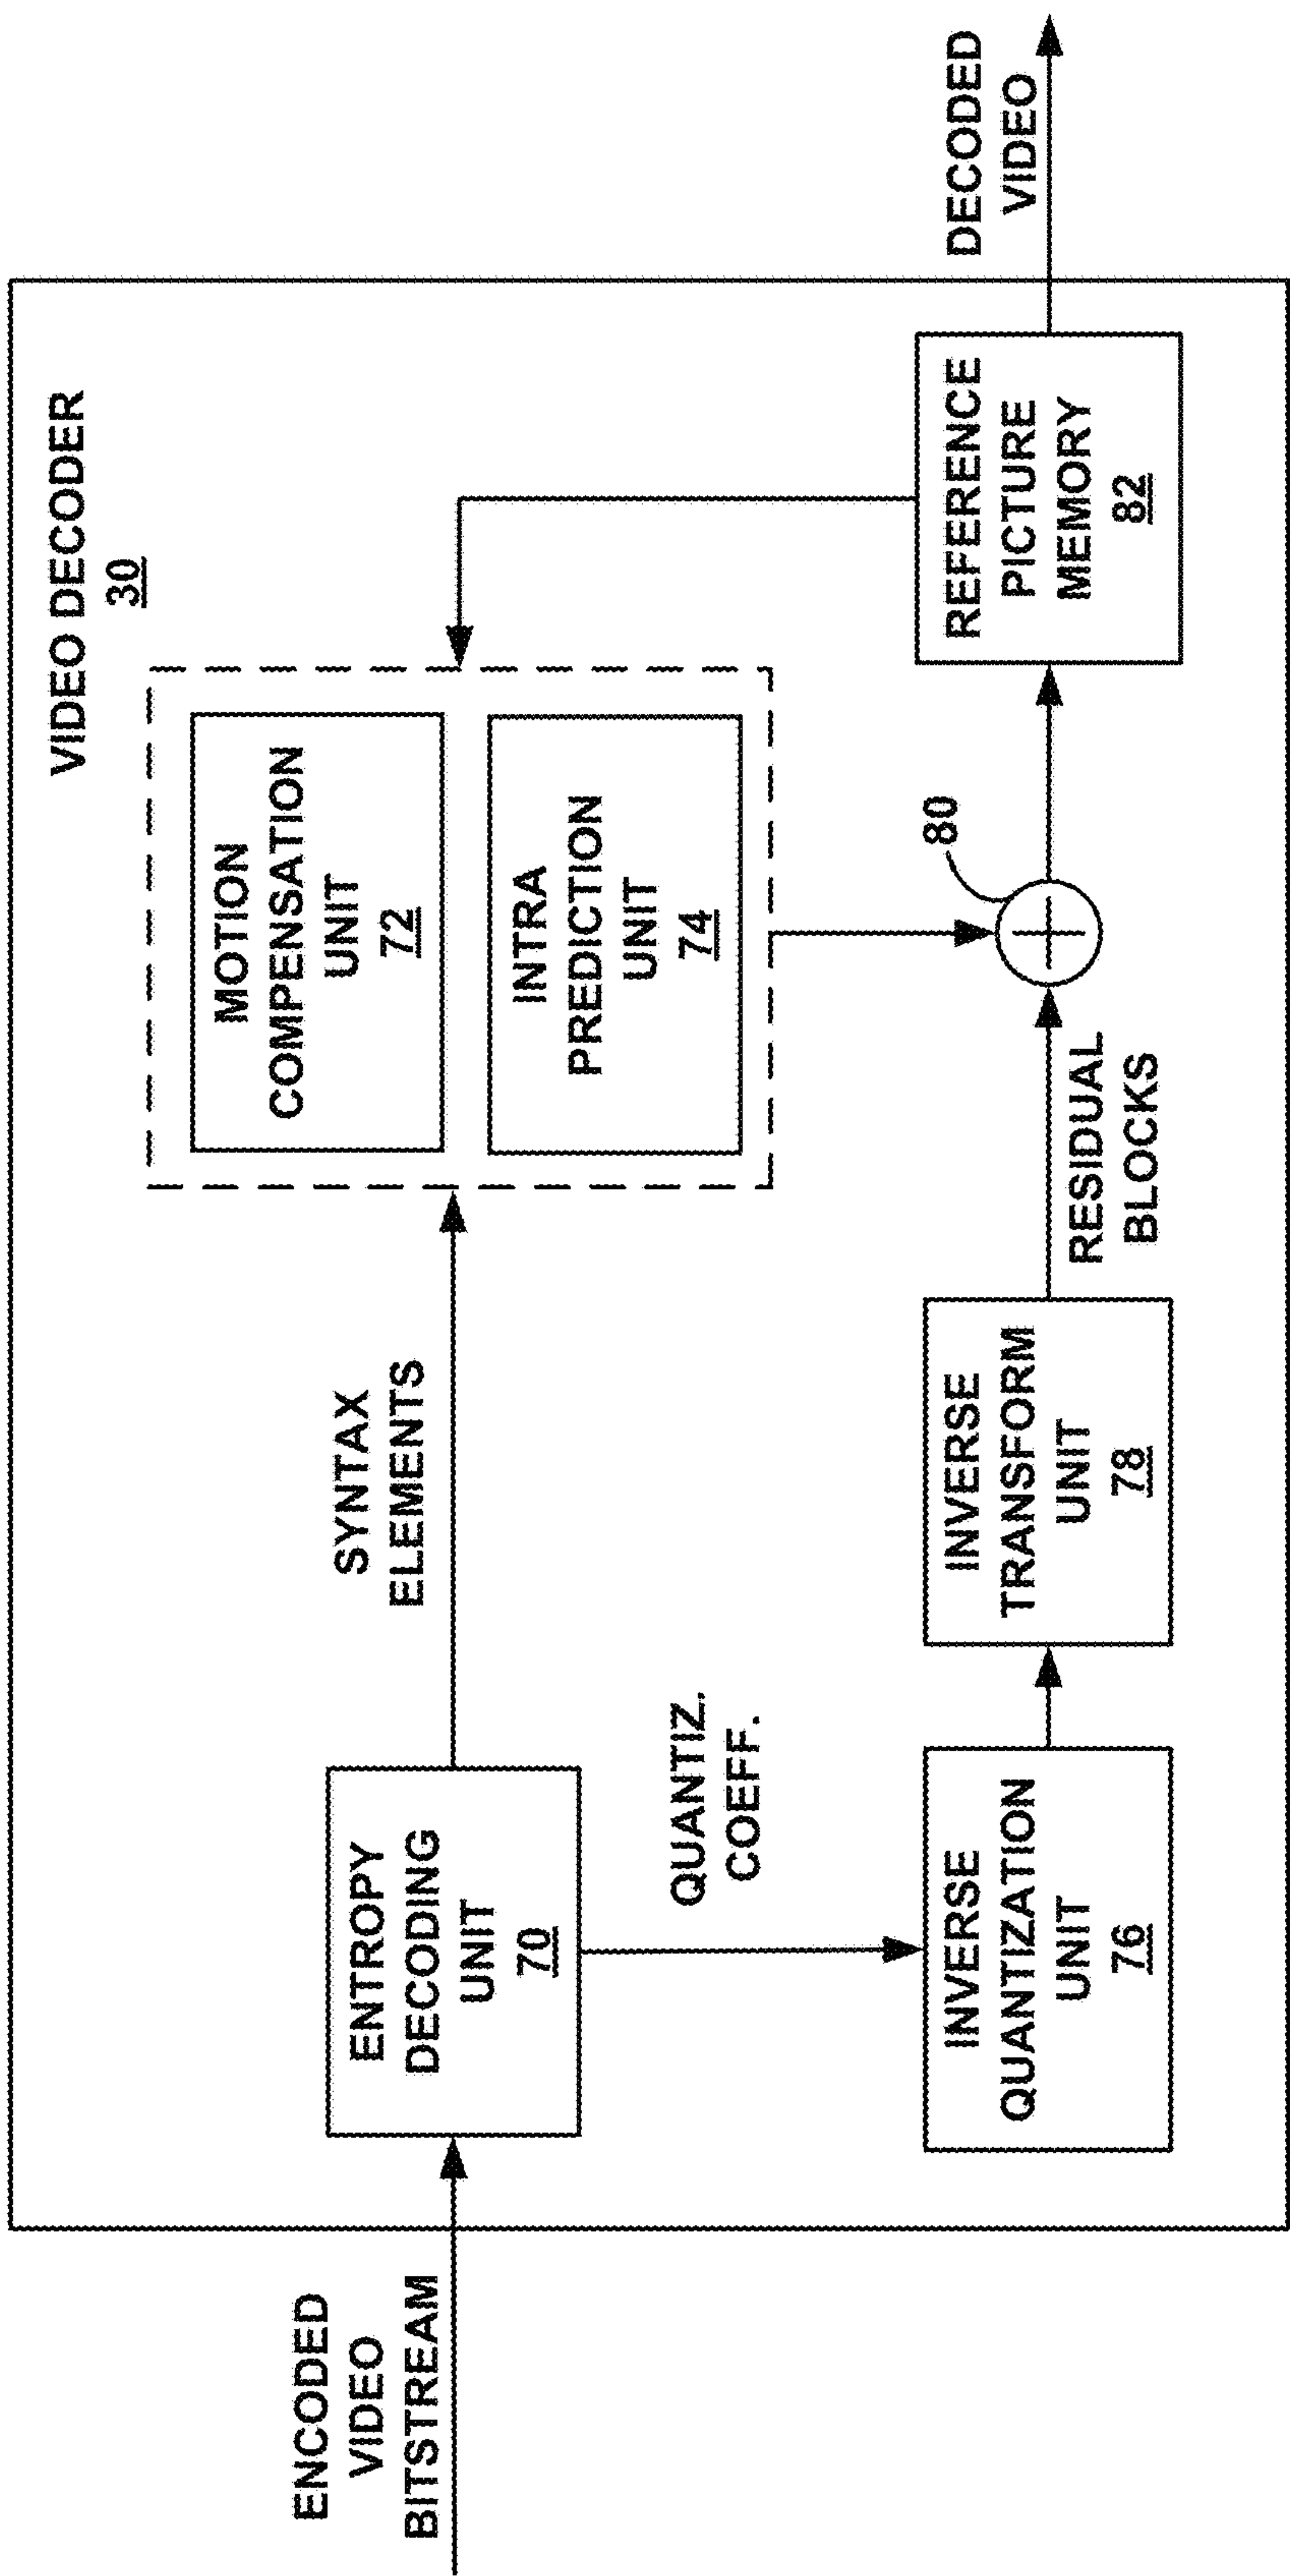 VIDEO DECODER
30
ENCODED
VIDEO
BITSTREAM
ENTROPY
DECODING
UNIT
70
SYNTAX
ELEMENTS
MOTION
COMPENSATION
UNIT
72
INTRA
PREDICTION
UNIT
74
QUANTIZ.
COEFF.
INVERSE
QUANTIZATION
UNIT
76
INVERSE
TRANSFORM
UNIT
78
RESIDUAL
BLOCKS
80
REFERENCE
PICTURE
MEMORY
82
DECODED
VIDEO